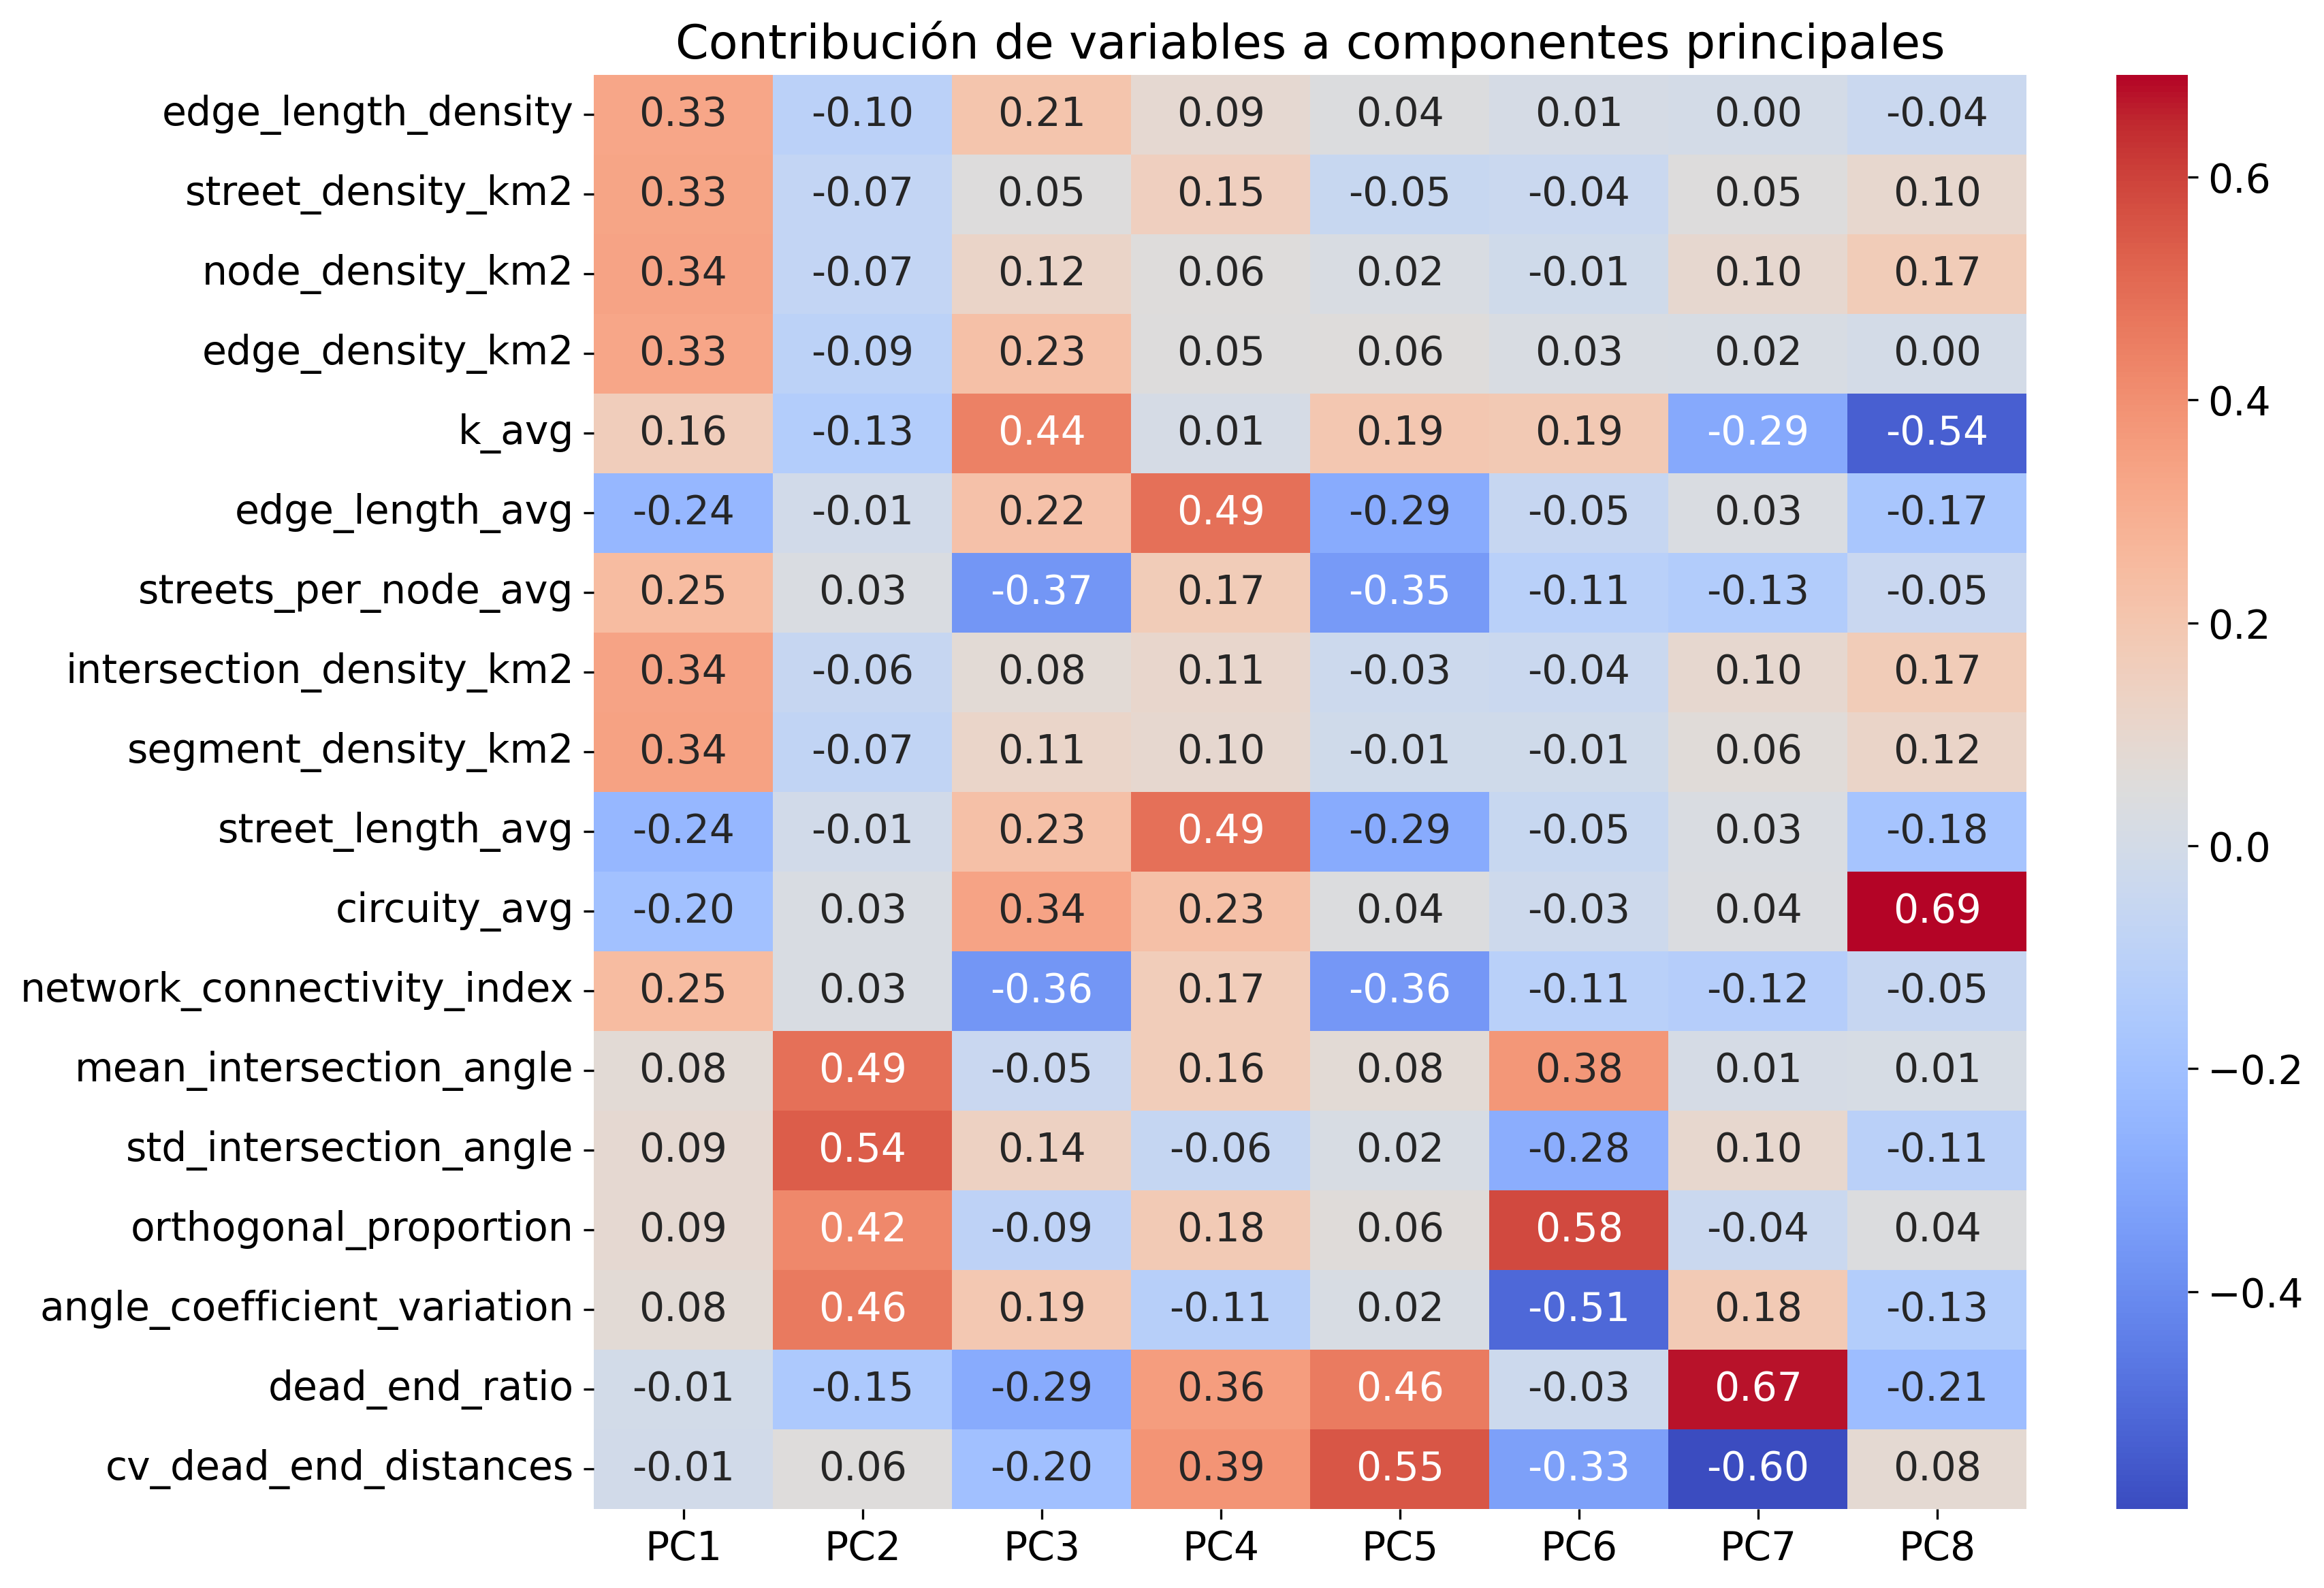 Contribución de variables a componentes principales
edge_length_density 0.33 -0.10 0.21 0.09 0.04 0.01 0.00 -0.04
street_density_km2 0.33 -0.07 0.05 0.15 -0.05 -0.04 0.05 0.10
node_density_km2 0.34 -0.07 0.12 0.06 0.02 -0.01 0.10 0.17
edge_density_km2 0.33 -0.09 0.23 0.05 0.06 0.03 0.02 0.00
k_avg 0.16 -0.13 0.44 0.01 0.19 0.19 -0.29 -0.54
edge_length_avg -0.24 -0.01 0.22 0.49 -0.29 -0.05 0.03 -0.17
streets_per_node_avg 0.25 0.03 -0.37 0.17 -0.35 -0.11 -0.13 -0.05
intersection_density_km2 0.34 -0.06 0.08 0.11 -0.03 -0.04 0.10 0.17
segment_density_km2 0.34 -0.07 0.11 0.10 -0.01 -0.01 0.06 0.12
street_length_avg -0.24 -0.01 0.23 0.49 -0.29 -0.05 0.03 -0.18
circuity_avg -0.20 0.03 0.34 0.23 0.04 -0.03 0.04 0.69
network_connectivity_index 0.25 0.03 -0.36 0.17 -0.36 -0.11 -0.12 -0.05
mean_intersection_angle 0.08 0.49 -0.05 0.16 0.08 0.38 0.01 0.01
std_intersection_angle 0.09 0.54 0.14 -0.06 0.02 -0.28 0.10 -0.11
orthogonal_proportion 0.09 0.42 -0.09 0.18 0.06 0.58 -0.04 0.04
angle_coefficient_variation 0.08 0.46 0.19 -0.11 0.02 -0.51 0.18 -0.13
dead_end_ratio -0.01 -0.15 -0.29 0.36 0.46 -0.03 0.67 -0.21
cv_dead_end_distances -0.01 0.06 -0.20 0.39 0.55 -0.33 -0.60 0.08
PC1 PC2 PC3 PC4 PC5 PC6 PC7 PC8
0.6
0.4
0.2
0.0
−0.2
−0.4